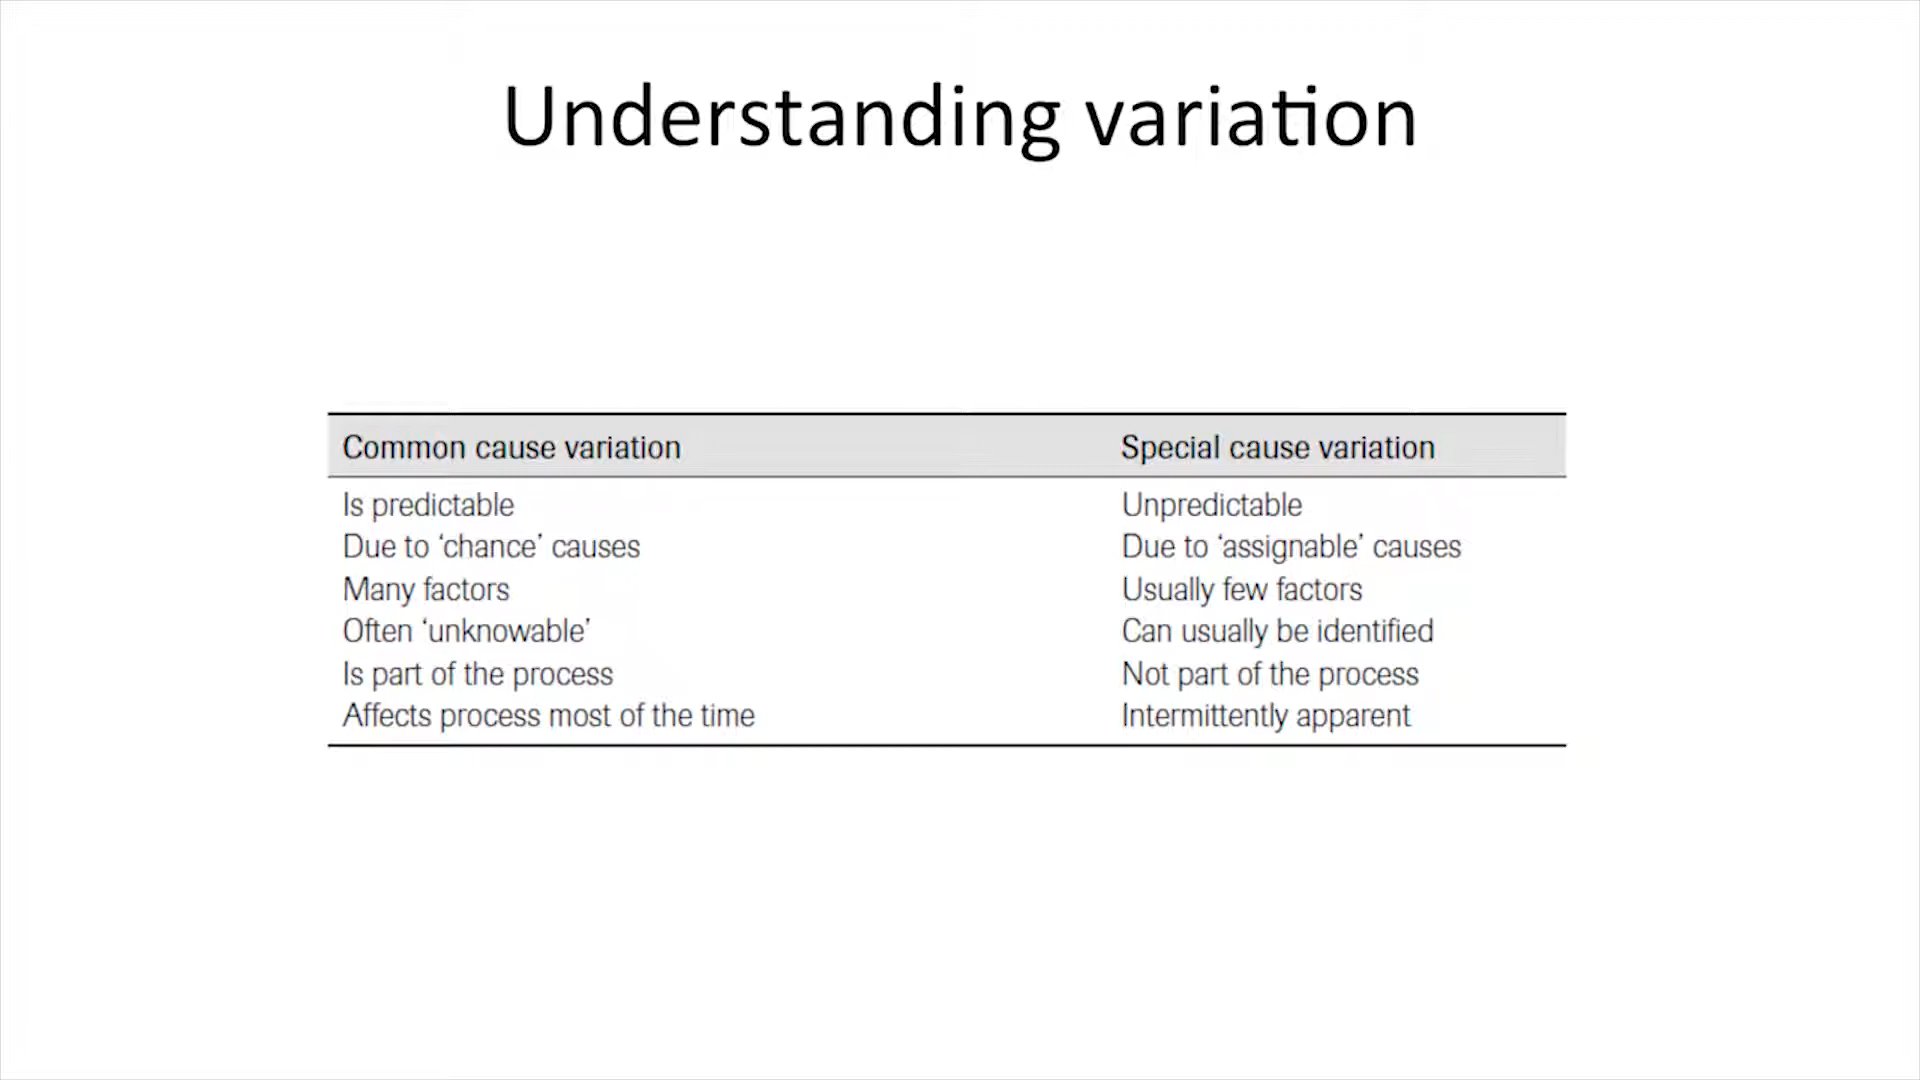 Understanding variation
Common cause variation Special cause variation
Is predictable Unpredictable
Due to ‘chance’ causes Due to ‘assignable’ causes
Many factors Usually few factors
Often ‘unknowable’ Can usually be identified
Is part of the process Not part of the process
Affects process most of the time Intermittently apparent